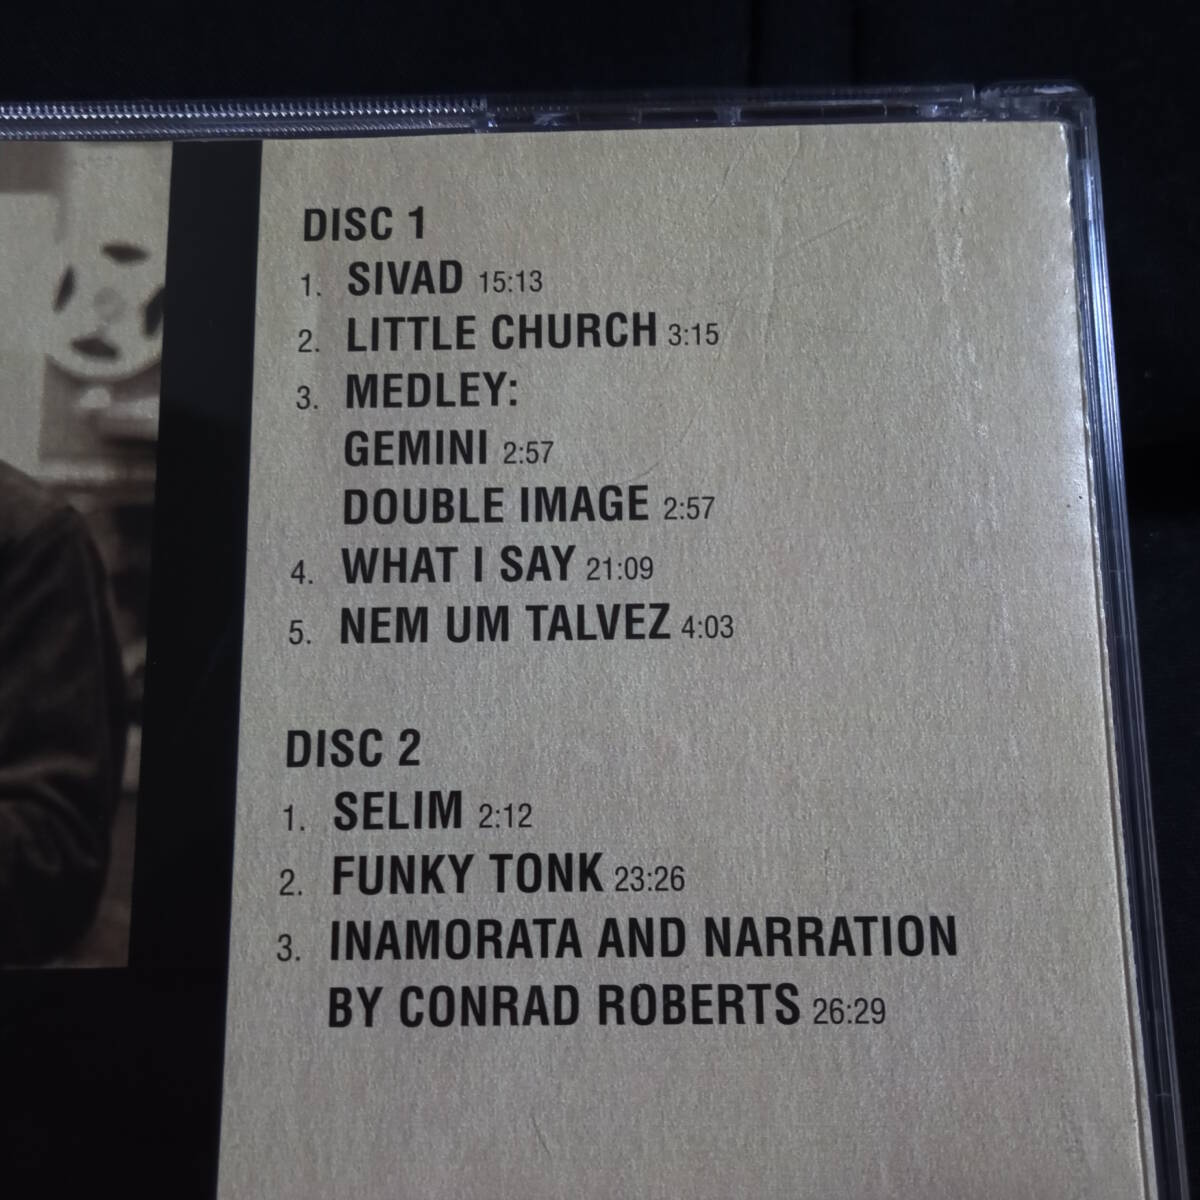 DISC 1
1. SIVAD 15:13
2. LITTLE CHURCH 3:15
3. MEDLEY:
GEMINI 2:57
DOUBLE IMAGE 2:57
4. WHAT I SAY 21:09
5. NEM UM TALVEZ 4:03
DISC 2
1. SELIM 2:12
2. FUNKY TONK 23:26
3. INAMORATA AND NARRATION
BY CONRAD ROBERTS 26:29